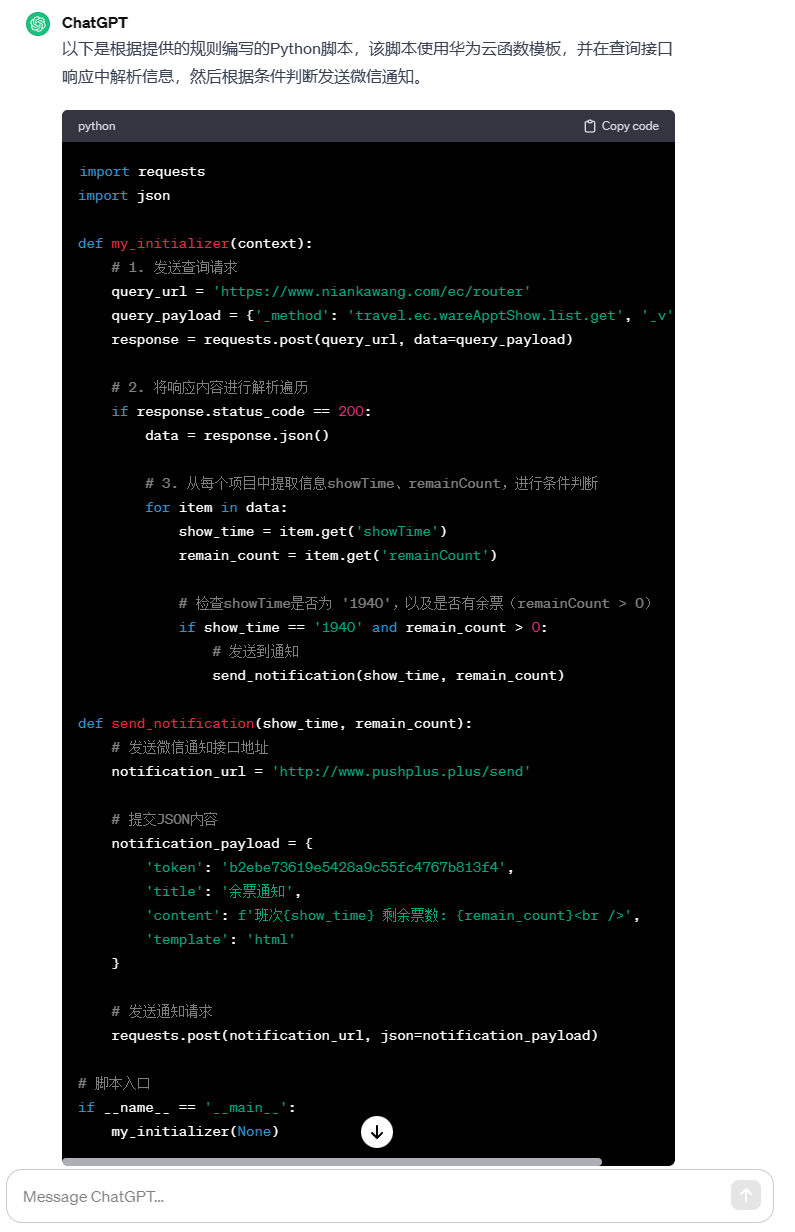 ChatGPT
以下是根据提供的规则编写的Python脚本，该脚本使用华为云函数模板，并在查询接口
响应中解析信息，然后根据条件判断发送微信通知。
python
Copy code
import requests
import json
def my_initializer(context):
# 1. 发送查询请求
query_url = 'https://www.niankawang.com/ec/router'
query_payload = {'_method': 'travel.ec.wareApptShow.list.get', '_v'
response = requests.post(query_url, data=query_payload)
# 2. 将响应内容进行解析遍历
if response.status_code == 200:
data = response.json()
# 3. 从每个项目中提取信息showTime、remainCount，进行条件判断
for item in data:
show_time = item.get('showTime')
remain_count = item.get('remainCount')
# 检查showTime是否为 '1940'，以及是否有余票（remainCount > 0）
if show_time == '1940' and remain_count > 0:
# 发送到通知
send_notification(show_time, remain_count)
def send_notification(show_time, remain_count):
# 发送微信通知接口地址
notification_url = 'http://www.pushplus.plus/send'
# 提交JSON内容
notification_payload = {
'token': 'b2ebe73619e5428a9c55fc4767b813f4',
'title': '余票通知',
'content': f'班次{show_time} 剩余票数: {remain_count}<br />',
'template': 'html'
}
# 发送通知请求
requests.post(notification_url, json=notification_payload)
# 脚本入口
if __name__ == '__main__':
my_initializer(None)
Message ChatGPT...